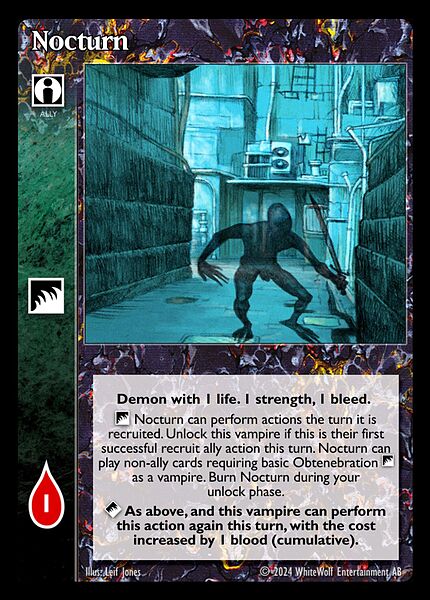 Nocturn
ALLY
Demon with 1 life. 1 strength, 1 bleed.
Nocturn can perform actions the turn it is
recruited. Unlock this vampire if this is their first
successful recruit ally action this turn. Nocturn can
play non-ally cards requiring basic Obtenebration
as a vampire. Burn Nocturn during your
unlock phase.
As above, and this vampire can perform
this action again this turn, with the cost
increased by 1 blood (cumulative).
1
Illus: Leif Jones
© 2024 WhiteWolf Entertainment AB